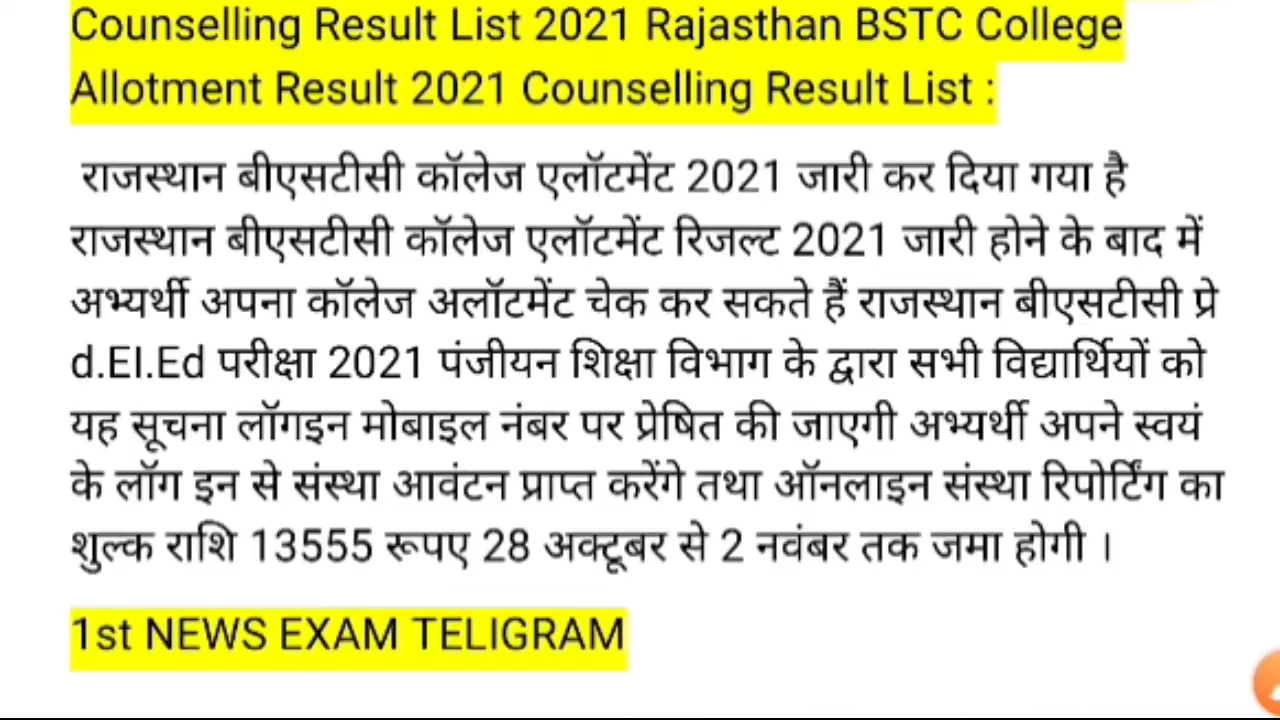 Counselling Result List 2021 Rajasthan BSTC College
Allotment Result 2021 Counselling Result List :
राजस्थान बीएसटीसी कॉलेज एलॉटमेंट 2021 जारी कर दिया गया है
राजस्थान बीएसटीसी कॉलेज एलॉटमेंट रिजल्ट 2021 जारी होने के बाद में
अभ्यर्थी अपना कॉलेज अलॉटमेंट चेक कर सकते हैं राजस्थान बीएसटीसी प्रे
d.El.Ed परीक्षा 2021 पंजीयन शिक्षा विभाग के द्वारा सभी विद्यार्थियों को
यह सूचना लॉगइन मोबाइल नंबर पर प्रेषित की जाएगी अभ्यर्थी अपने स्वयं
के लॉग इन से संस्था आवंटन प्राप्त करेंगे तथा ऑनलाइन संस्था रिपोर्टिंग का
शुल्क राशि 13555 रूपए 28 अक्टूबर से 2 नवंबर तक जमा होगी ।
1st NEWS EXAM TELIGRAM